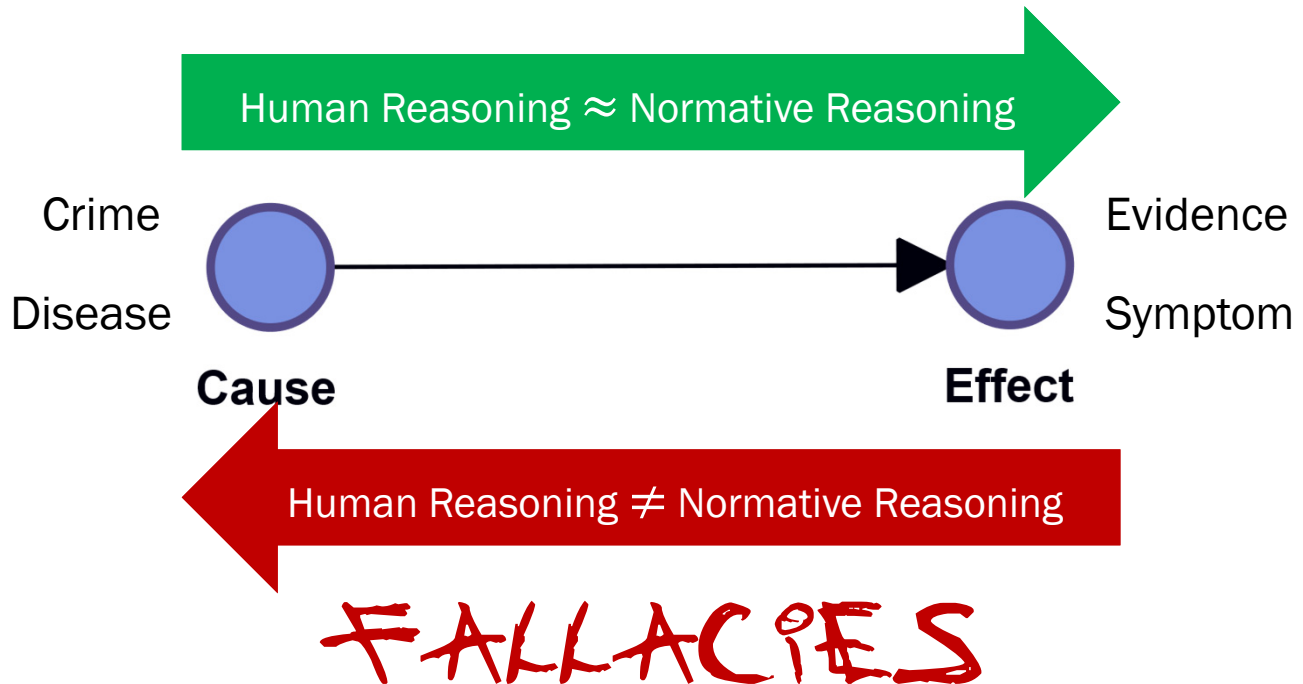 Human Reasoning ≈ Normative Reasoning
Crime
Evidence
Disease
Symptom
Cause
Effect
Human Reasoning ≠ Normative Reasoning
FALLACiES